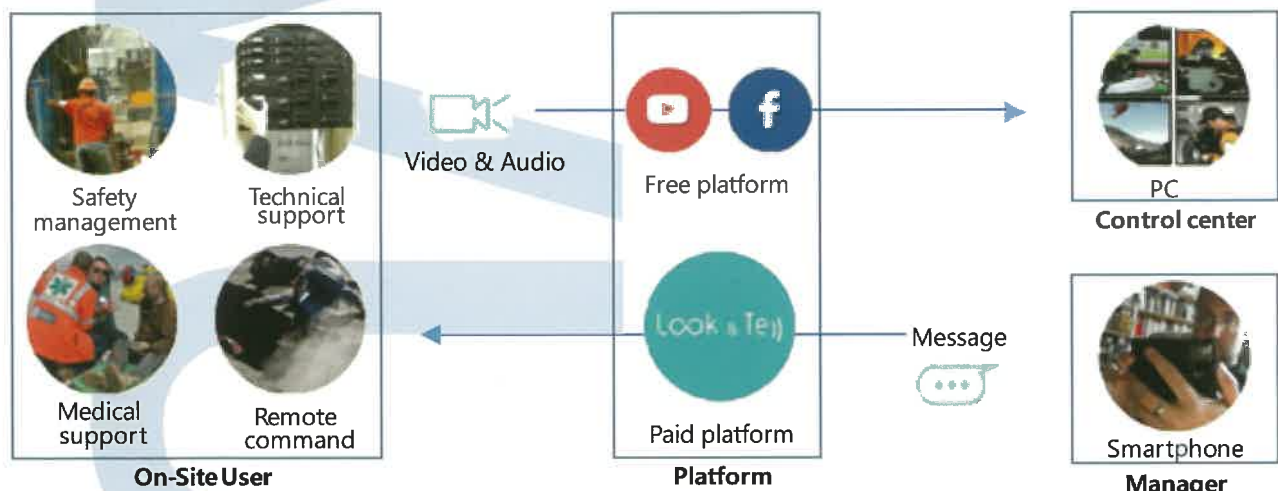 Safety
management
Technical
support
Medical
support
Remote
command
On-Site User
Video & Audio
f
Free platform
Look & Tell
Paid platform
Platform
Message
PC
Control center
Smartphone
Manager